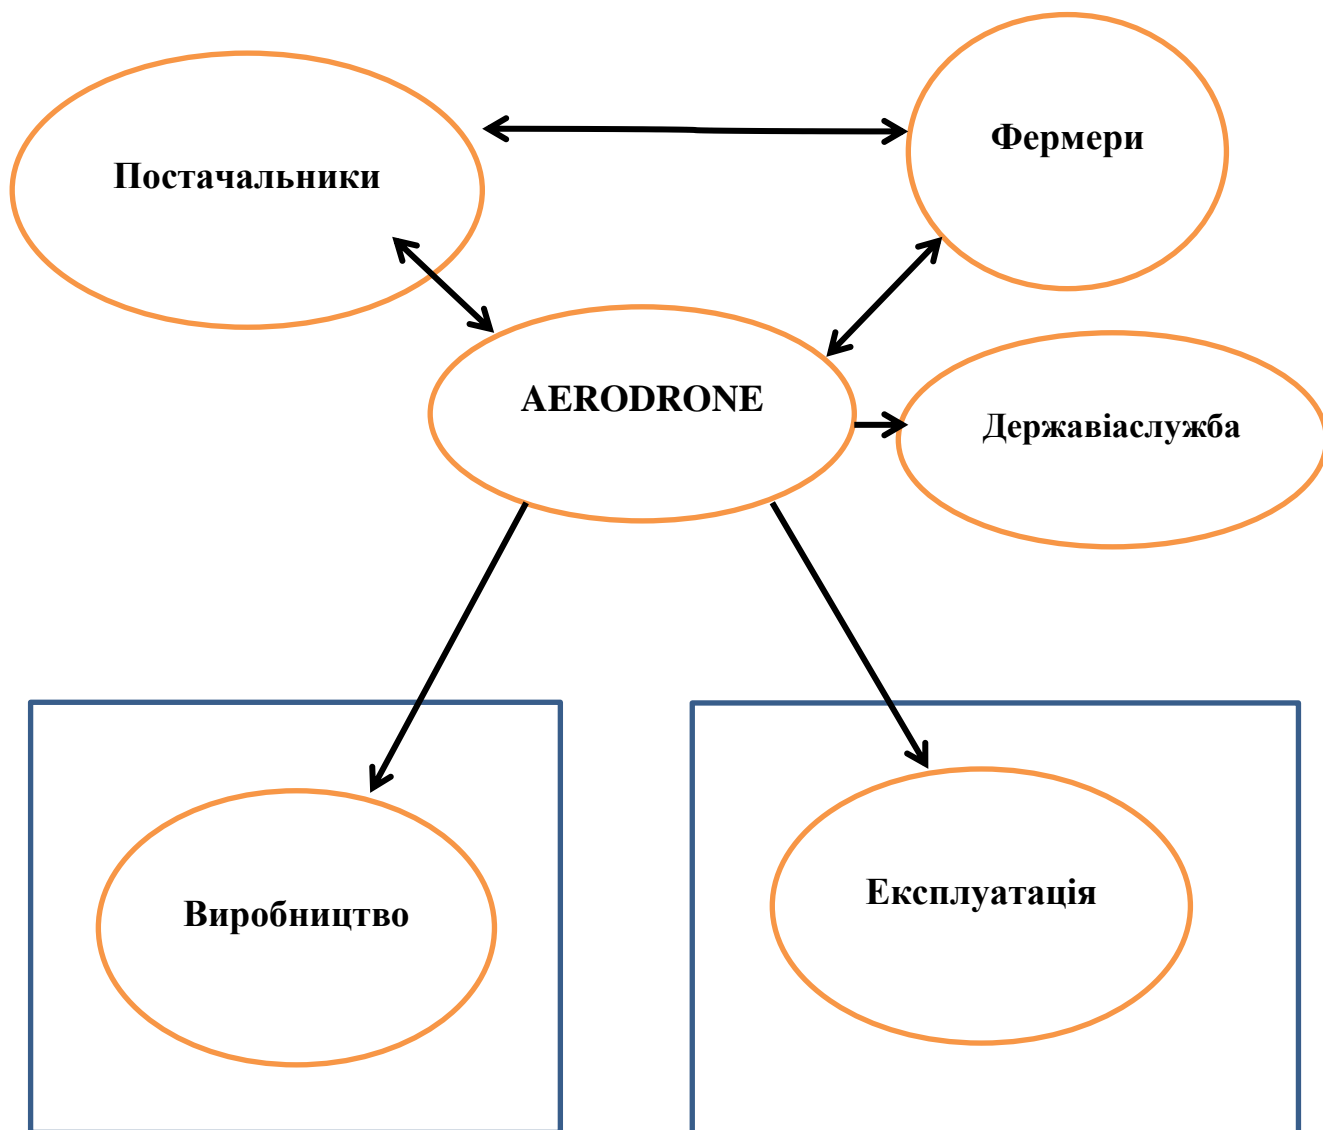 Фермери
Постачальники
AERODRONE
Державіаслужба
Експлуатація
Виробництво